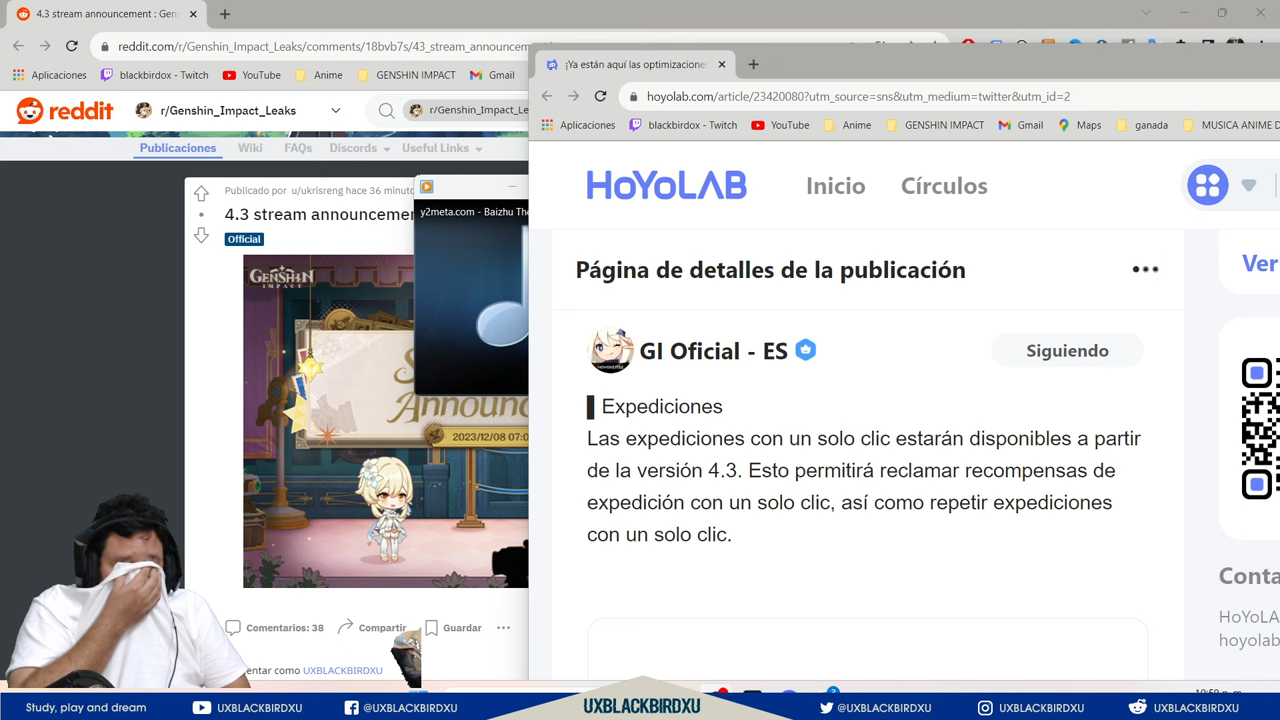 4.3 stream announcement : Gen
reddit.com/r/Genshin_Impact_Leaks/comments/18bvb7s/43_stream_announcem
Aplicaciones
blackbirdox - Twitch
YouTube
Anime
GENSHIN IMPACT
Gmail
reddit
r/Genshin_Impact_Leaks
r/Genshin_Impact_Le
Publicaciones
Wiki
FAQs
Discords
Useful Links
Publicado por u/ukrisreng hace 36 minuto
4.3 stream announcemen
Official
y2meta.com - Baizhu The
GENSHIN
IMPACT
S
Announc
2023/12/08 07:0
Comentarios: 38
Compartir
Guardar
entar como UXBLACKBIRDXU
¡Ya están aquí las optimizacione
hoyolab.com/article/23420080?utm_source=sns&utm_medium=twitter&utm_id=2
Aplicaciones
blackbirdox - Twitch
YouTube
Anime
GENSHIN IMPACT
Gmail
Maps
ganada
MUSICA ANIME D
HoYoLAB
Inicio
Círculos
Página de detalles de la publicación
Ver
GI Oficial - ES
Siguiendo
▌Expediciones
Las expediciones con un solo clic estarán disponibles a partir
de la versión 4.3. Esto permitirá reclamar recompensas de
expedición con un solo clic, así como repetir expediciones
con un solo clic.
Conta
HoYoLA
hoyolab
Study, play and dream
UXBLACKBIRDXU
@UXBLACKBIRDXU
UXBLACKBIRDXU
@UXBLACKBIRDXU
UXBLACKBIRDXU
UXBLACKBIRDXU